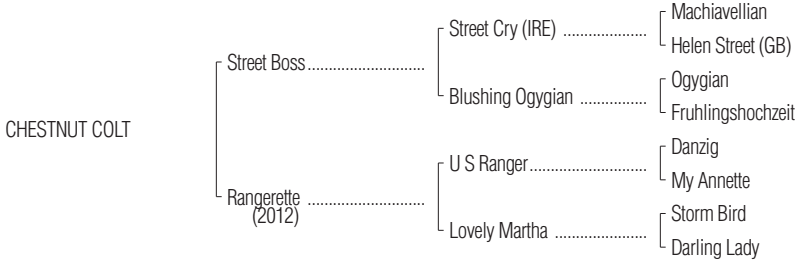 CHESTNUT COLT
Street Boss
Street Cry (IRE)
Machiavellian
Helen Street (GB)
Blushing Ogygian
Ogygian
Fruhlingshochzeit
Rangerette
(2012)
U S Ranger
Danzig
My Annette
Lovely Martha
Storm Bird
Darling Lady